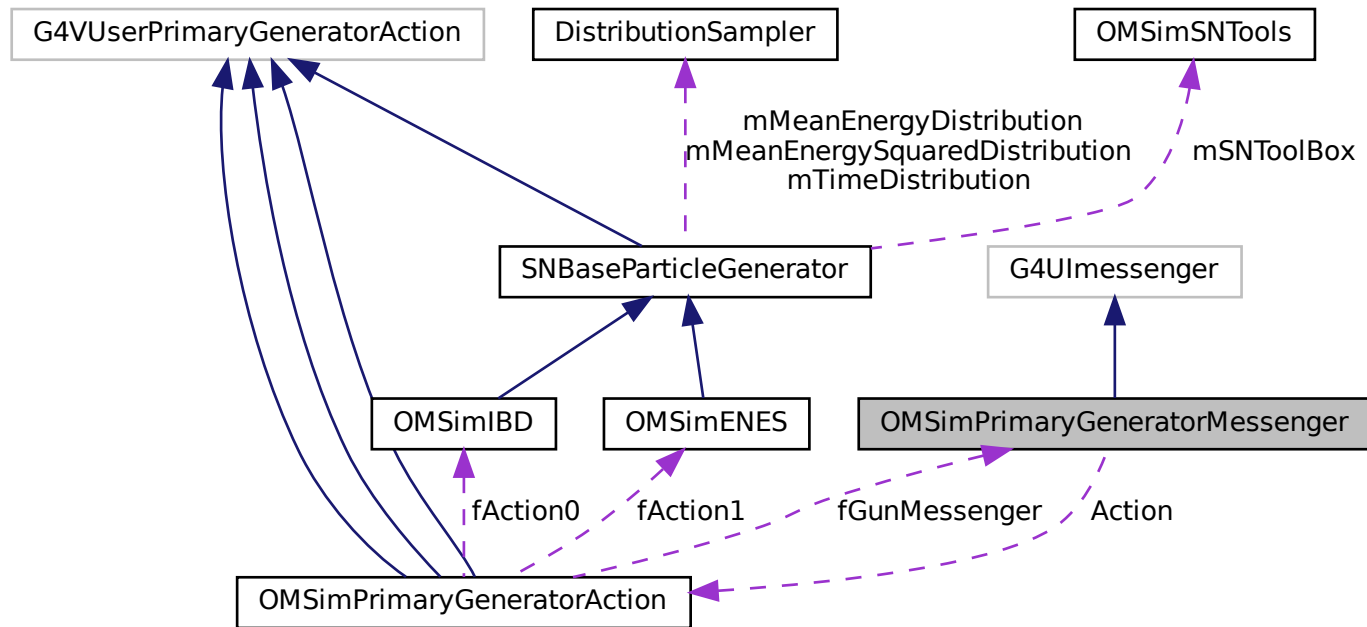 G4VUserPrimaryGeneratorAction
DistributionSampler
OMSimSNTools
mMeanEnergyDistribution
mMeanEnergySquaredDistribution
mTimeDistribution
mSNToolBox
SNBaseParticleGenerator
G4UImessenger
OMSimIBD
OMSimENES
OMSimPrimaryGeneratorMessenger
fAction0
fAction1
fGunMessenger
Action
OMSimPrimaryGeneratorAction